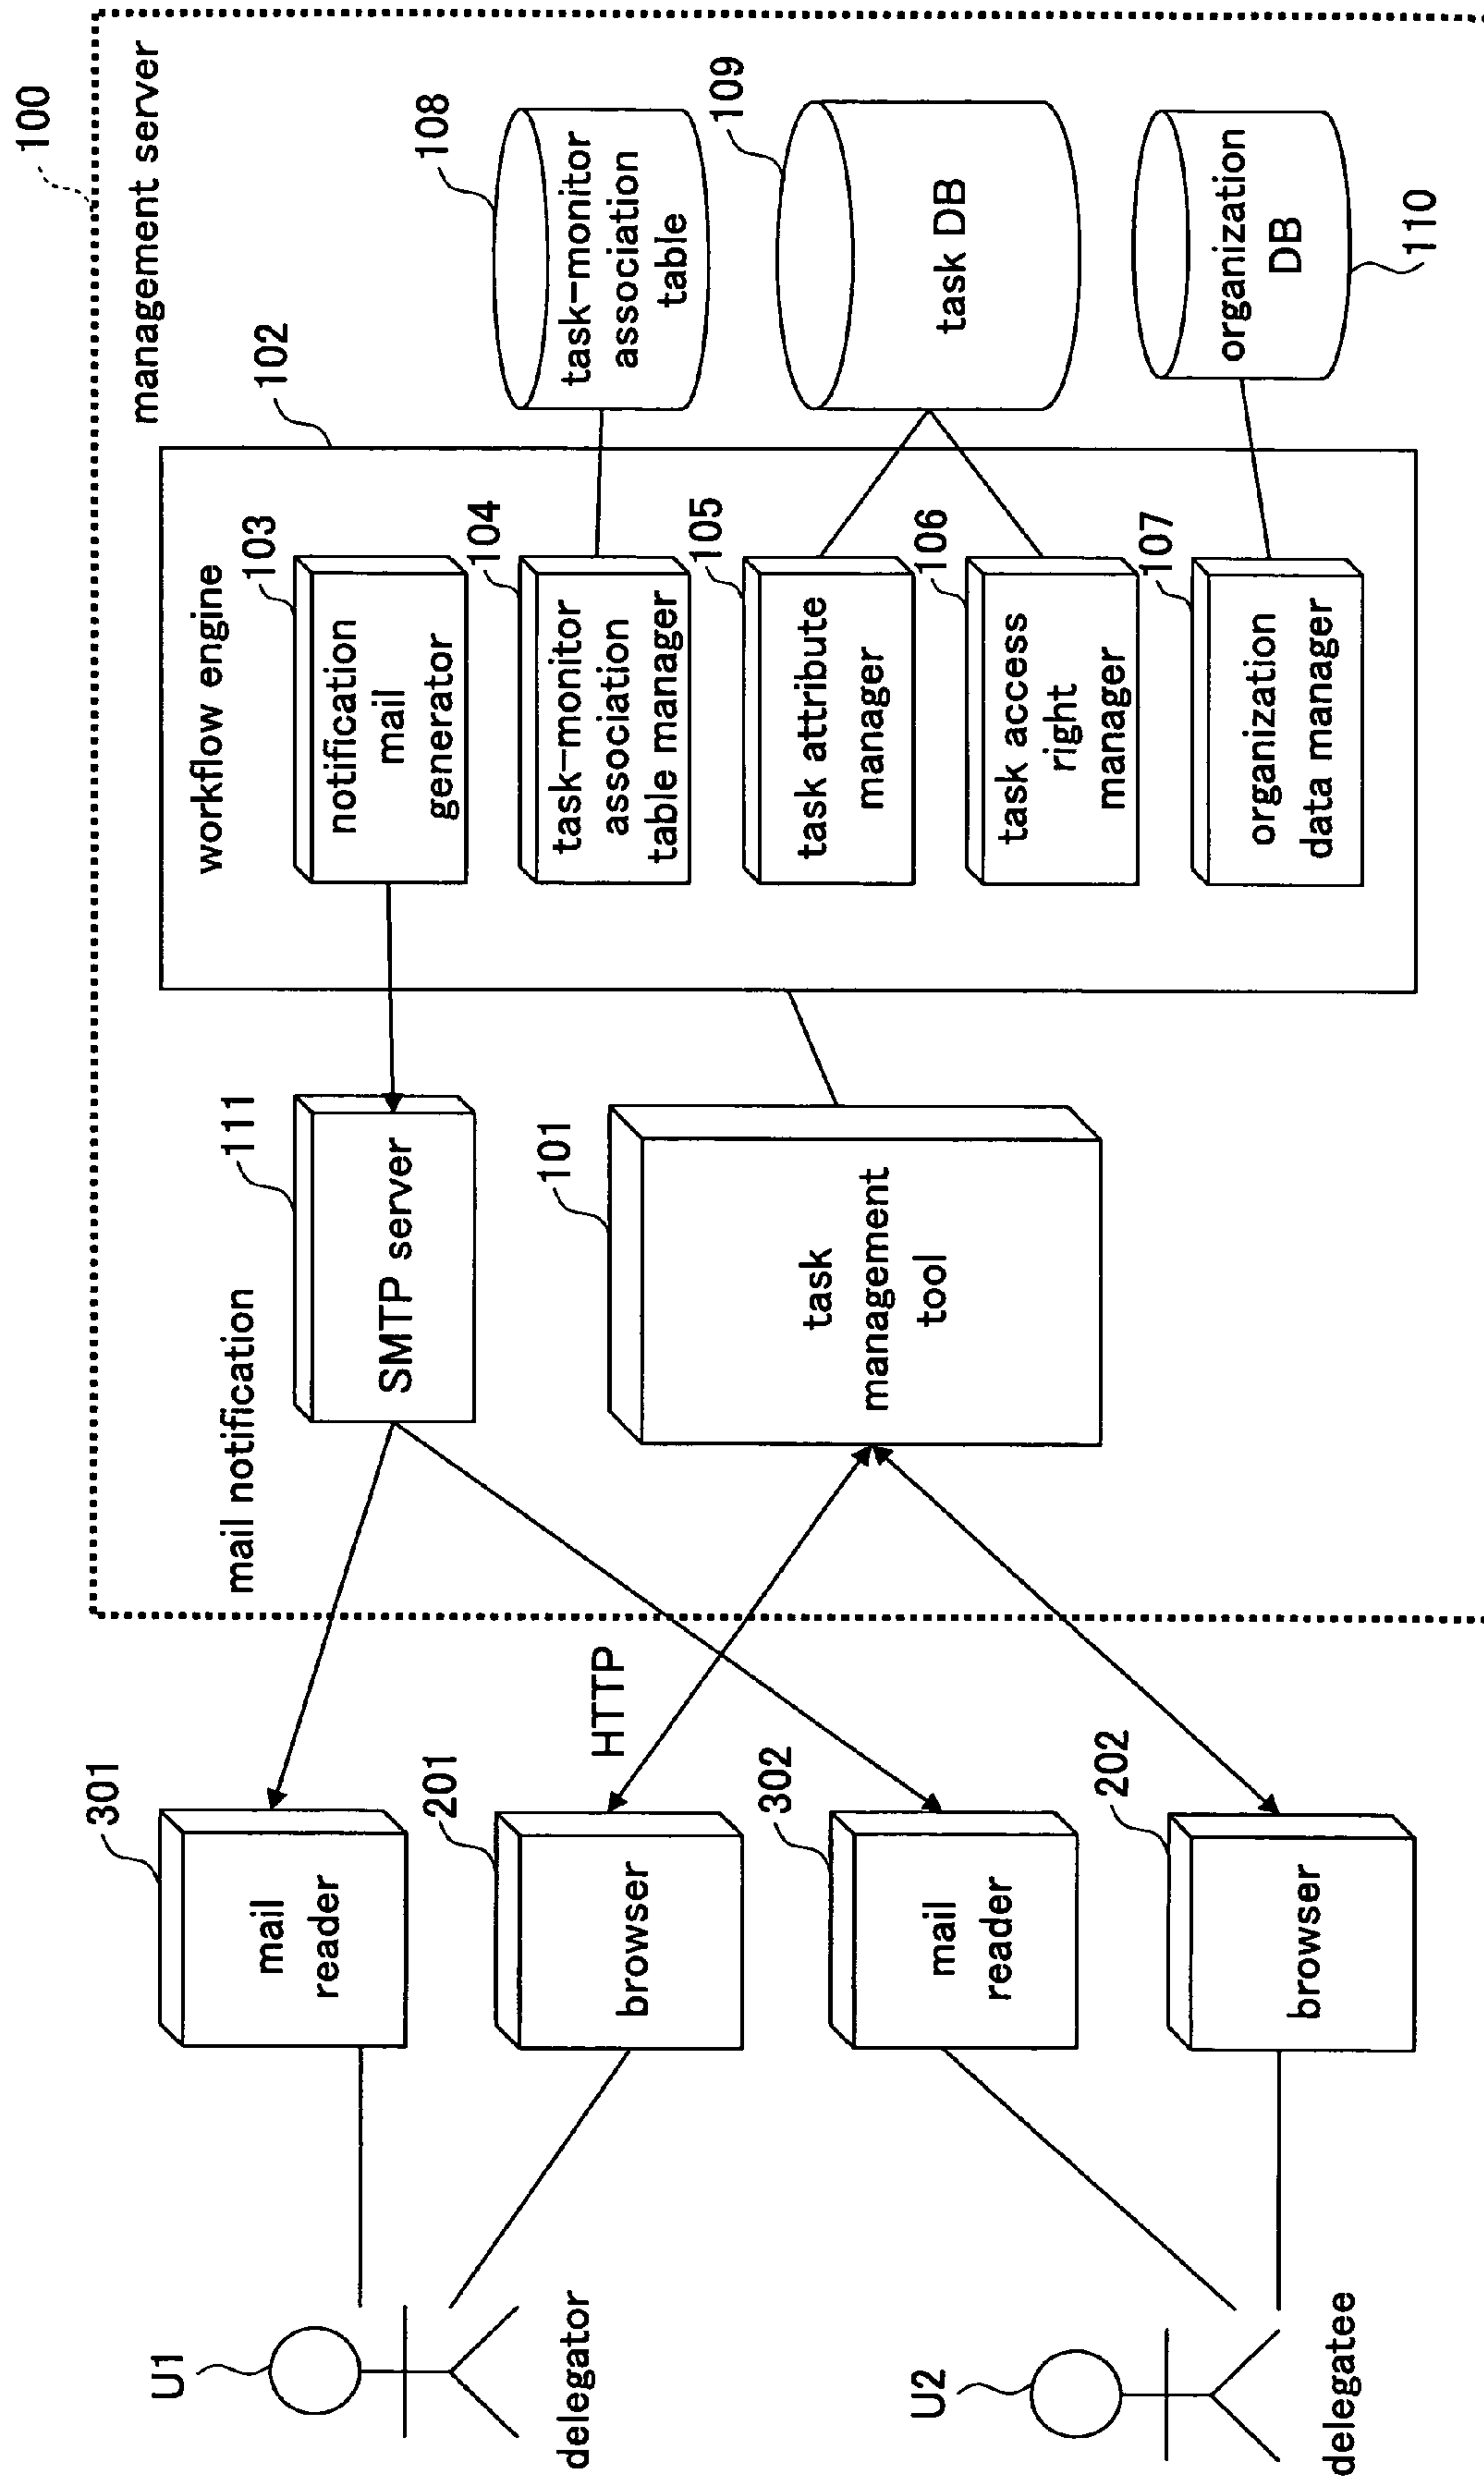 100
management server
102
workflow engine
103
notification
mail
generator
104
task-monitor
association
table manager
105
task attribute
manager
106
task access
right
manager
107
organization
data manager
108
task-monitor
association
table
109
task DB
organization
DB
110
111
SMTP server
mail notification
101
task
management
tool
HTTP
301
mail
reader
201
browser
302
mail
reader
202
browser
U1
delegator
U2
delegatee